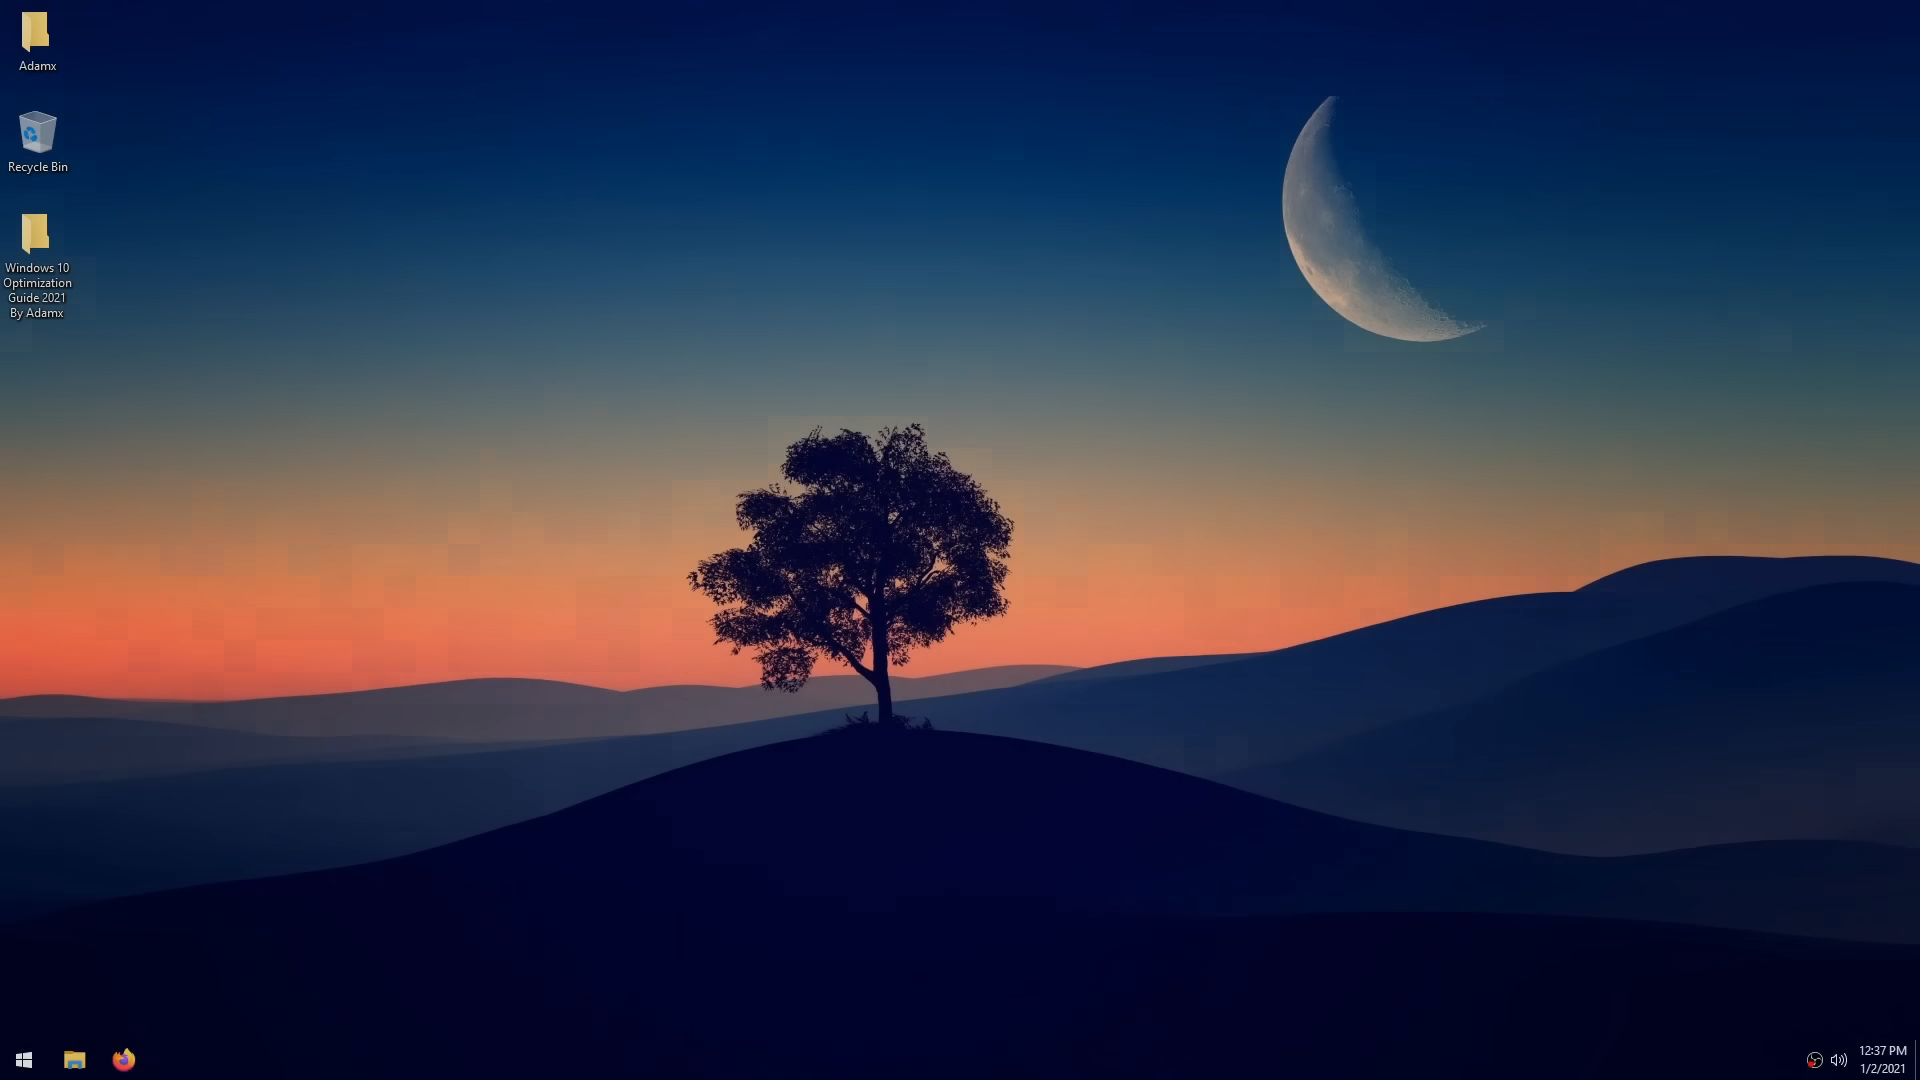 Adamx
Recycle Bin
Windows 10
Optimization
Guide 2021
By Adamx
12:37 PM
1/2/2021